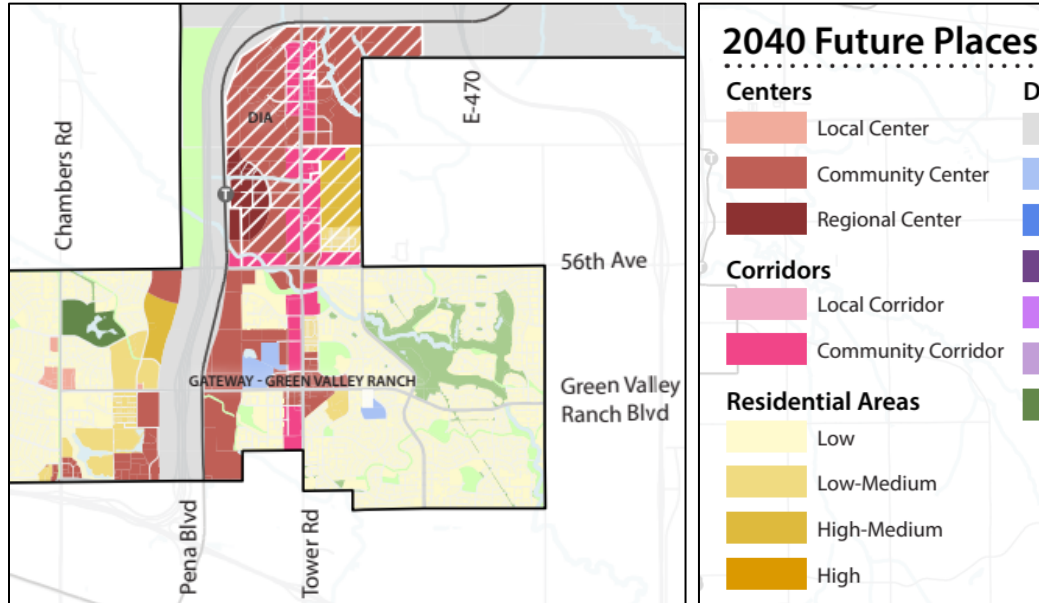 Chambers Rd
E-470
DIA
T
56th Ave
GATEWAY - GREEN VALLEY RANCH
Green Valley
Ranch Blvd
Pena Blvd
Tower Rd
2040 Future Places
Centers
Local Center
Community Center
Regional Center
Corridors
Local Corridor
Community Corridor
Residential Areas
Low
Low-Medium
High-Medium
High
D
T